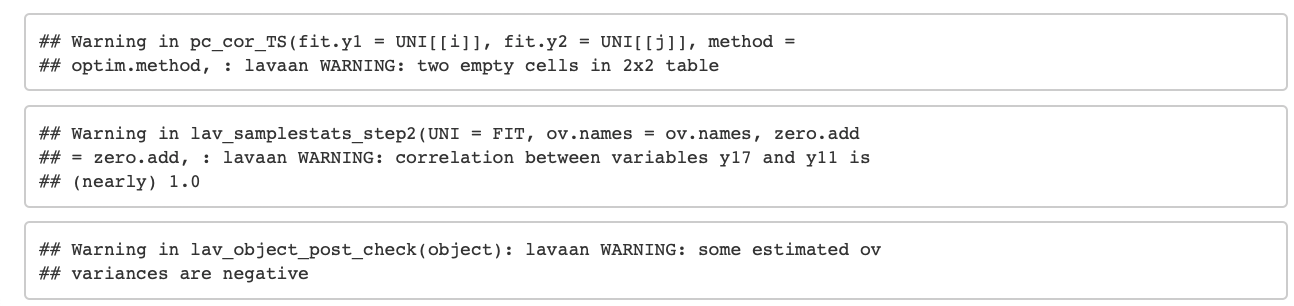 ## Warning in pc_cor_TS(fit.y1 = UNI[[i]], fit.y2 = UNI[[j]], method =
## optim.method, : lavaan WARNING: two empty cells in 2x2 table
## Warning in lav_samplestats_step2(UNI = FIT, ov.names = ov.names, zero.add
## = zero.add, : lavaan WARNING: correlation between variables y17 and y11 is
## (nearly) 1.0
## Warning in lav_object_post_check(object): lavaan WARNING: some estimated ov
## variances are negative